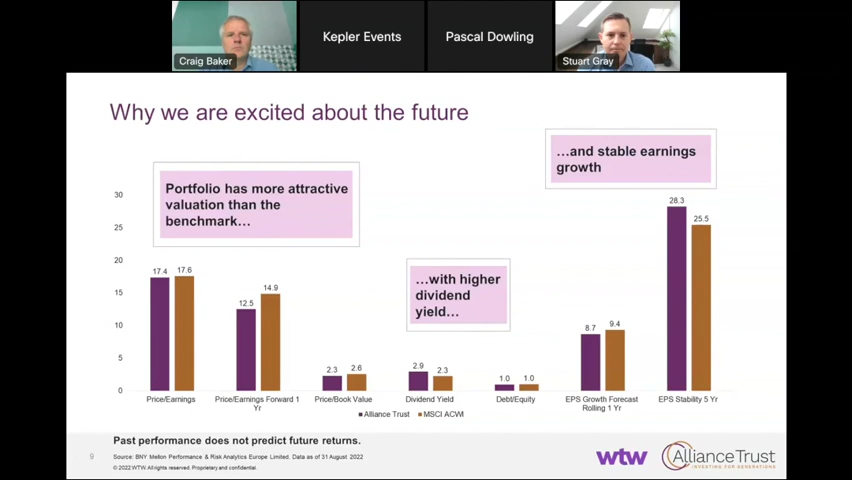 Kepler Events
Pascal Dowling
Craig Baker
Stuart Gray
Why we are excited about the future
Portfolio has more attractive
valuation than the
benchmark…
…with higher
dividend
yield…
…and stable earnings
growth
30
25
20
15
10
5
0
17.4
17.6
12.5
14.9
2.3
2.6
2.9
2.3
1.0
1.0
8.7
9.4
28.3
25.5
Price/Earnings
Price/Earnings Forward 1
Yr
Price/Book Value
Dividend Yield
Debt/Equity
EPS Growth Forecast
Rolling 1 Yr
EPS Stability 5 Yr
Alliance Trust
MSCI ACWI
Past performance does not predict future returns.
9
Source: BNY Mellon Performance & Risk Analytics Europe Limited. Data as of 31 August 2022
© 2022 WTW. All rights reserved. Proprietary and confidential.
wtw
Alliance Trust
INVESTING FOR GENERATIONS